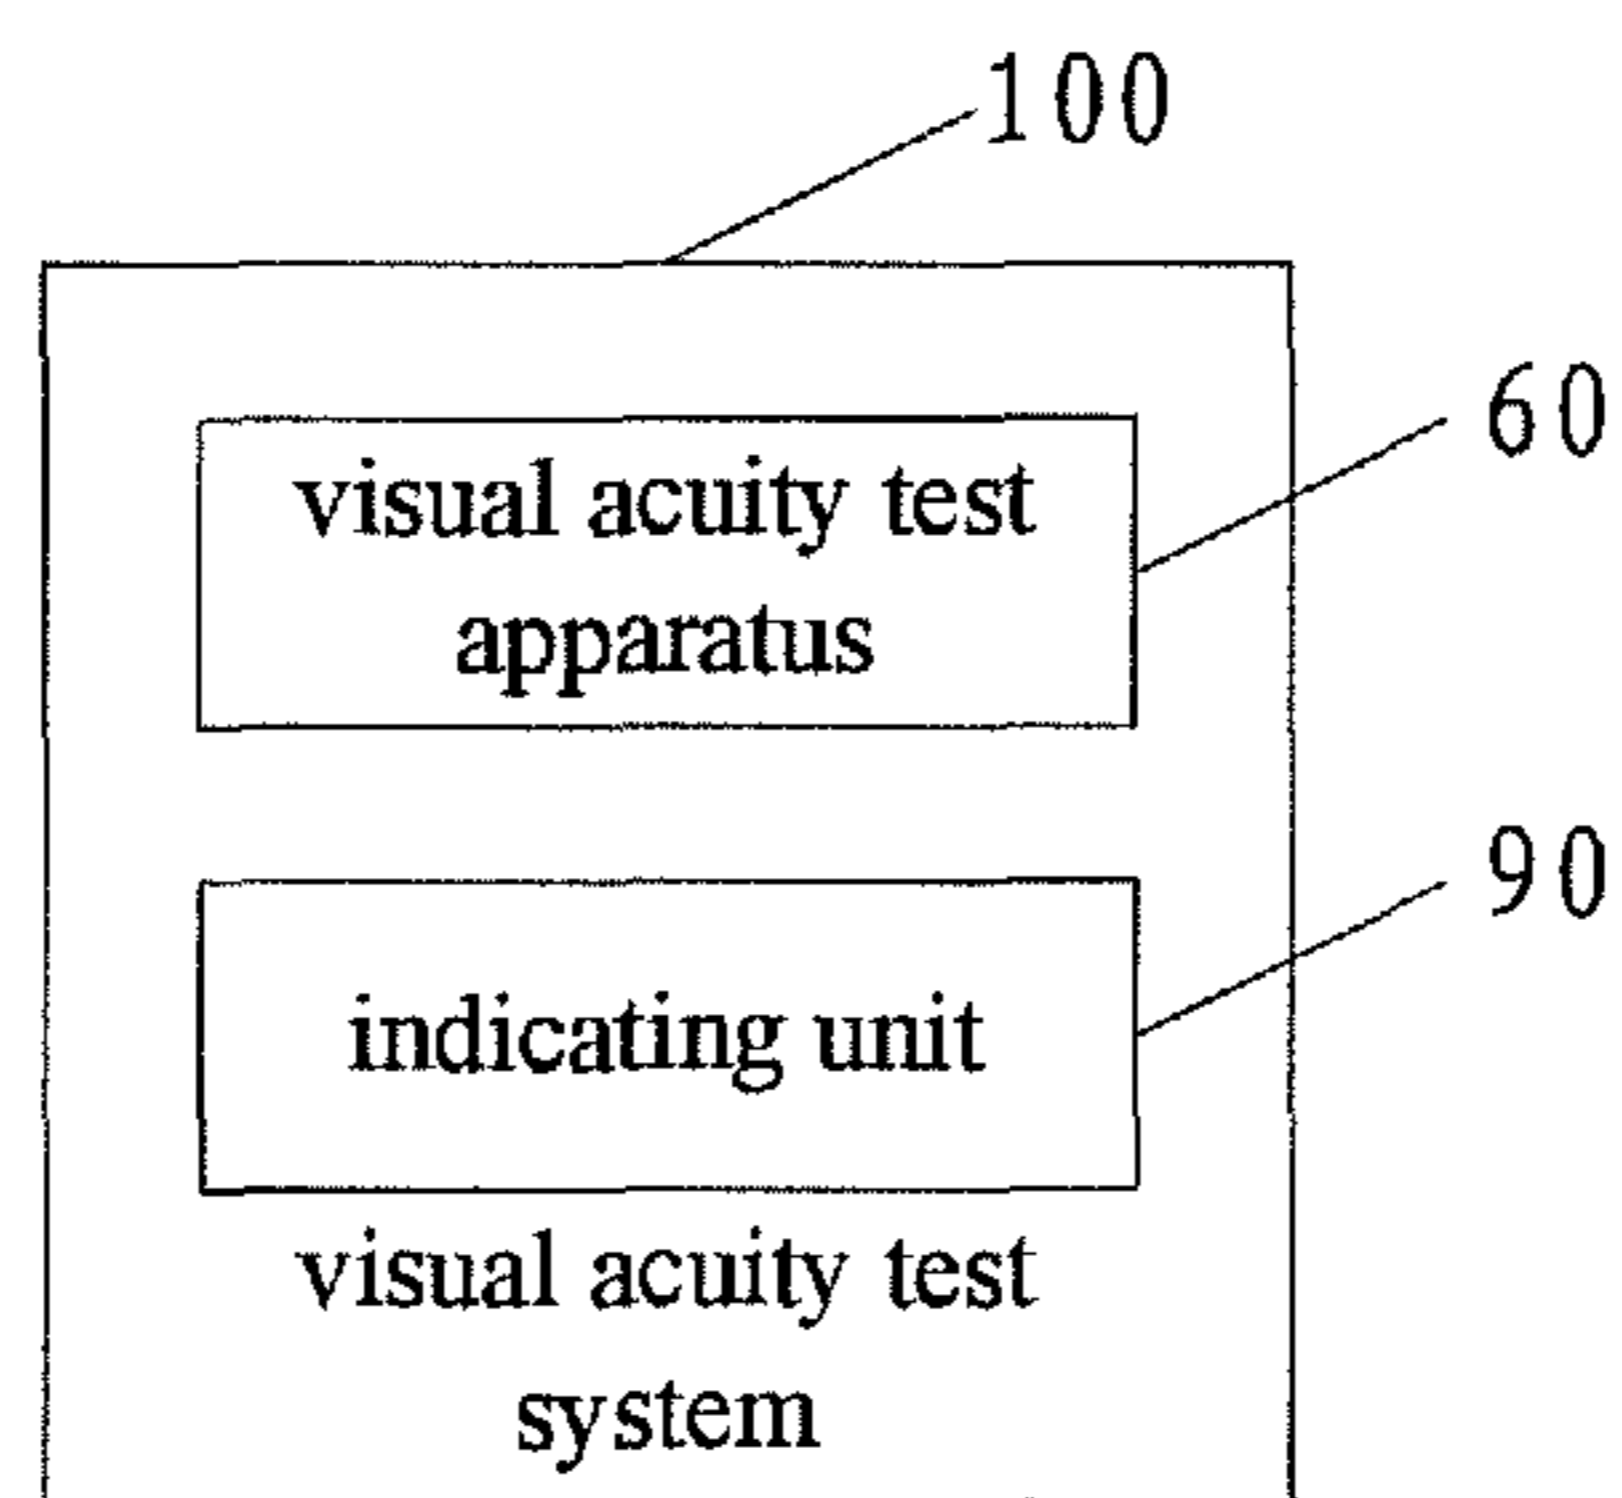 100
60
visual acuity test
apparatus
90
indicating unit
visual acuity test
system